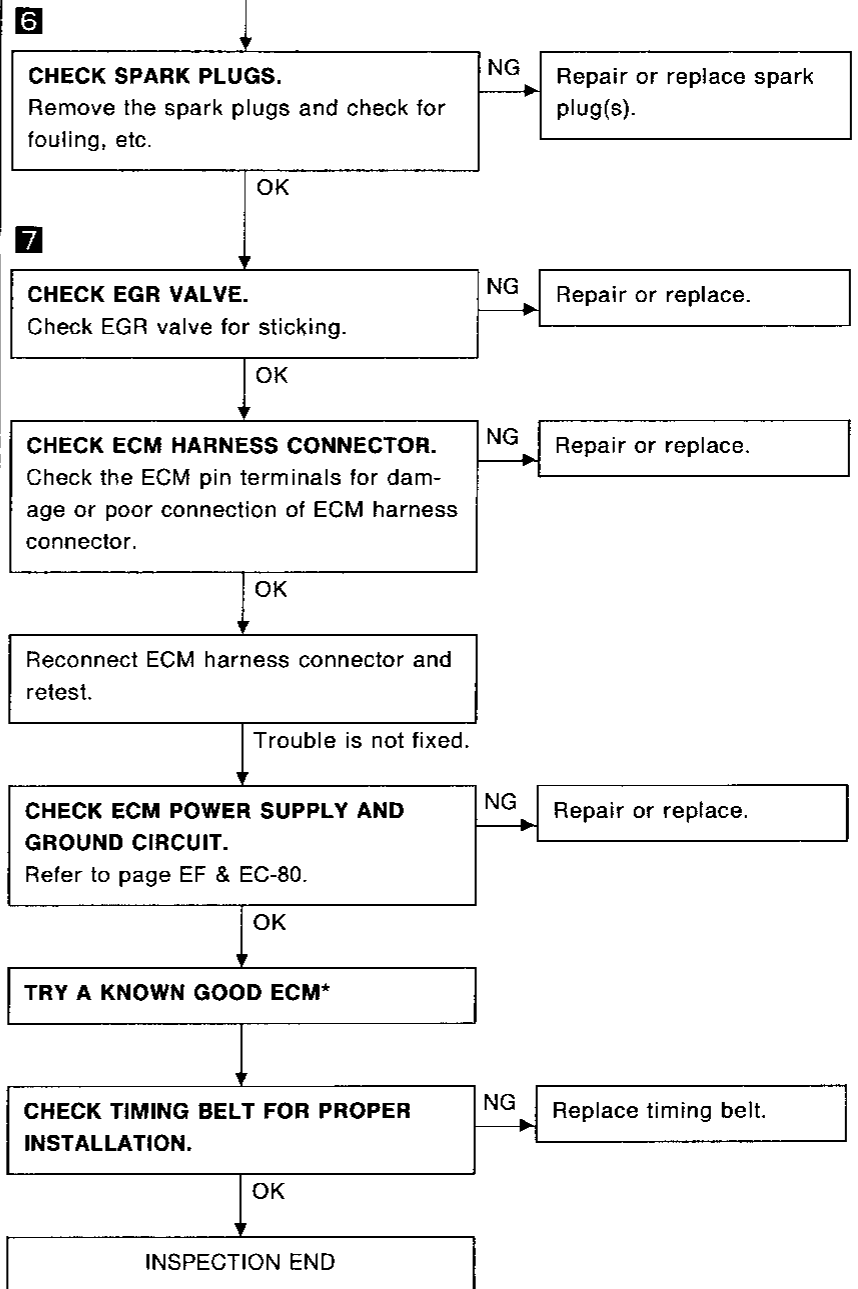 6
CHECK SPARK PLUGS.
Remove the spark plugs and check for
fouling, etc.
NG
Repair or replace spark
plug(s).
OK
7
CHECK EGR VALVE.
Check EGR valve for sticking.
NG
Repair or replace.
OK
CHECK ECM HARNESS CONNECTOR.
Check the ECM pin terminals for dam-
age or poor connection of ECM harness
connector.
NG
Repair or replace.
OK
Reconnect ECM harness connector and
retest.
Trouble is not fixed.
CHECK ECM POWER SUPPLY AND
GROUND CIRCUIT.
Refer to page EF & EC-80.
NG
Repair or replace.
OK
TRY A KNOWN GOOD ECM*
CHECK TIMING BELT FOR PROPER
INSTALLATION.
NG
Replace timing belt.
OK
INSPECTION END